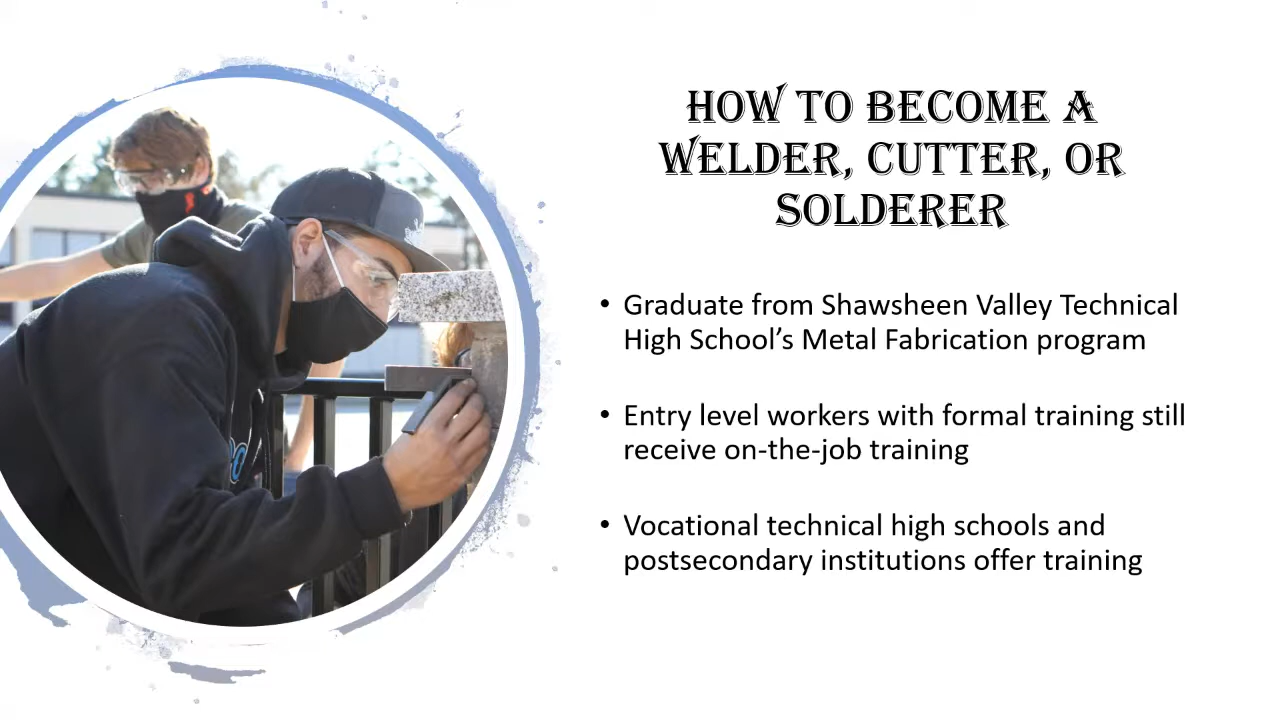 HOW TO BECOME A
WELDER, CUTTER, OR
SOLDERER
• Graduate from Shawsheen Valley Technical
High School’s Metal Fabrication program
• Entry level workers with formal training still
receive on-the-job training
• Vocational technical high schools and
postsecondary institutions offer training